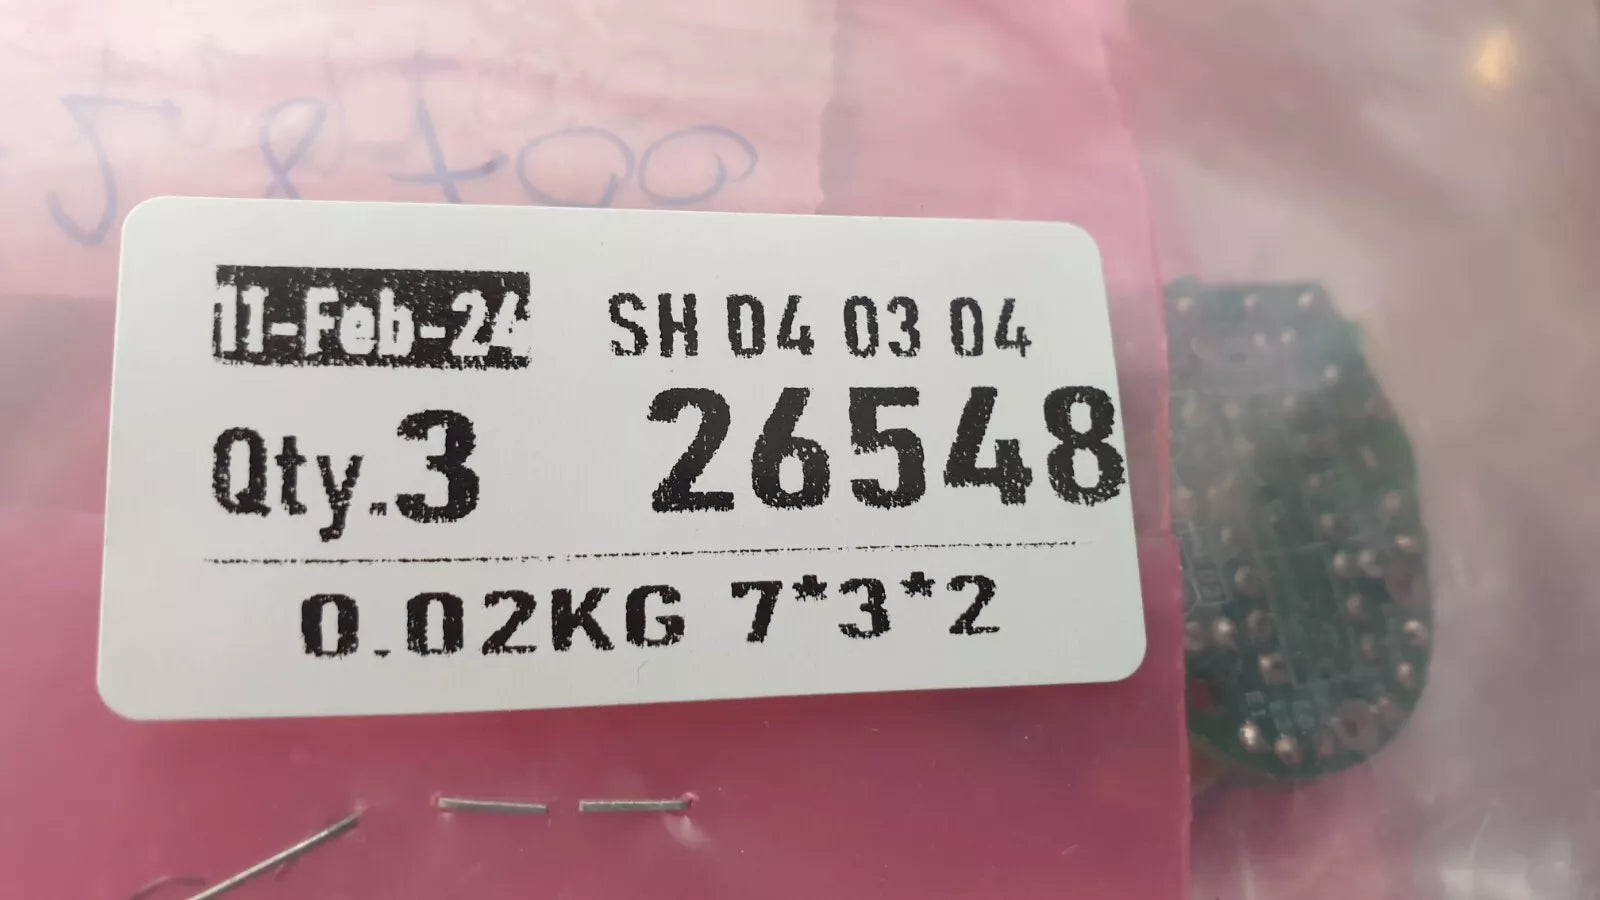 11-Feb-24 SH 04 03 04
Qty.3 26548
0.02KG 7*3*2